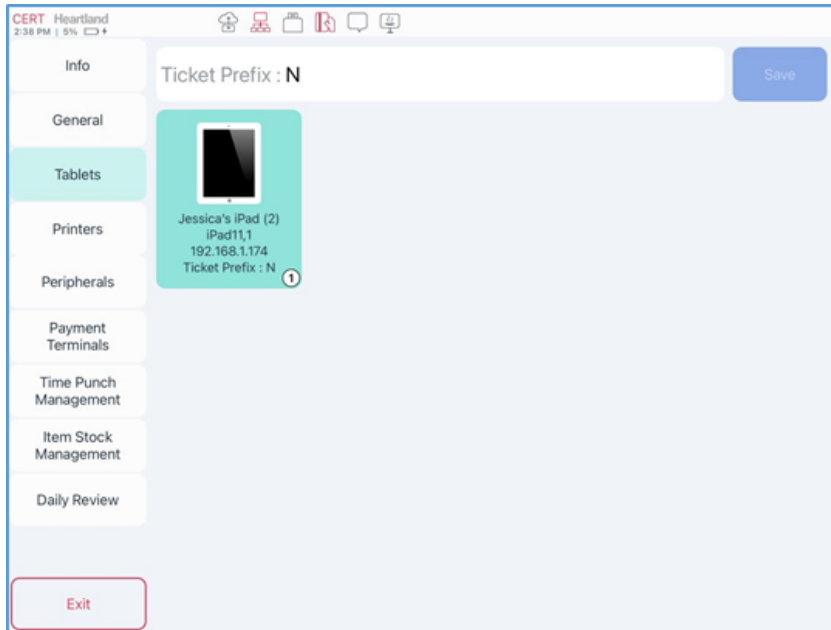 CERT Heartland
2:38 PM | 5%
Info
General
Tablets
Printers
Peripherals
Payment
Terminals
Time Punch
Management
Item Stock
Management
Daily Review
Exit
Ticket Prefix : N
Save
Jessica's iPad (2)
iPad11,1
192.168.1.174
Ticket Prefix : N
1